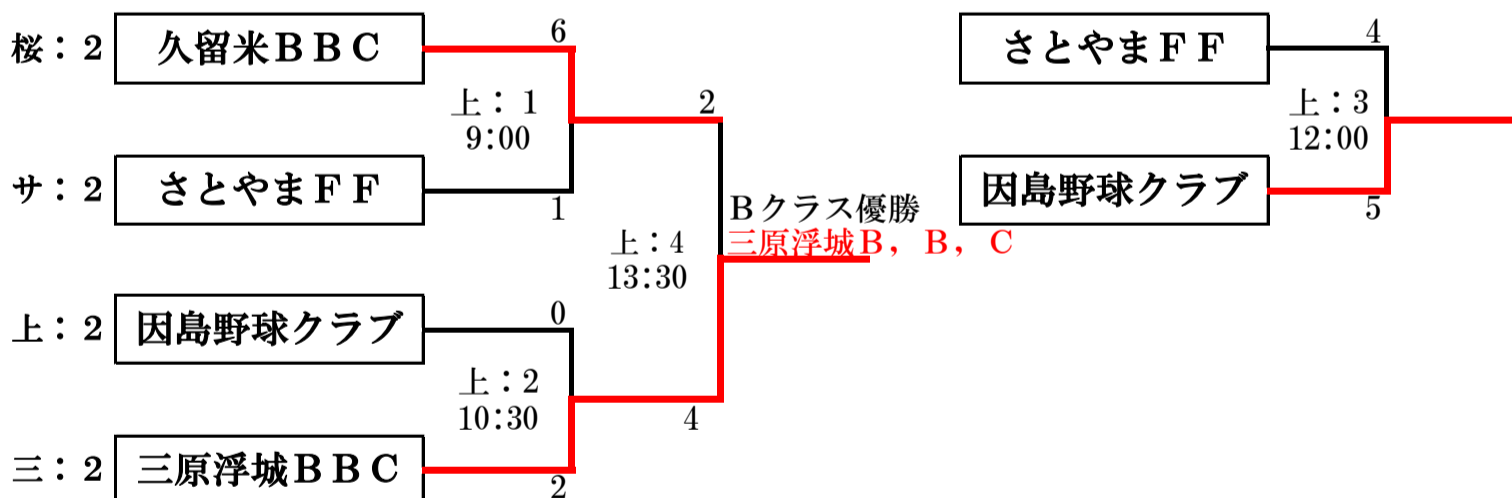 桜：2 久留米ＢＢＣ 6
さとやまＦＦ 4
上：1
9:00
2
上：3
12:00
サ：2 さとやまＦＦ 1
因島野球クラブ 5
Ｂクラス優勝
三原浮城Ｂ，Ｂ，Ｃ
上：4
13:30
上：2 因島野球クラブ 0
上：2
10:30
4
三：2 三原浮城ＢＢＣ 2